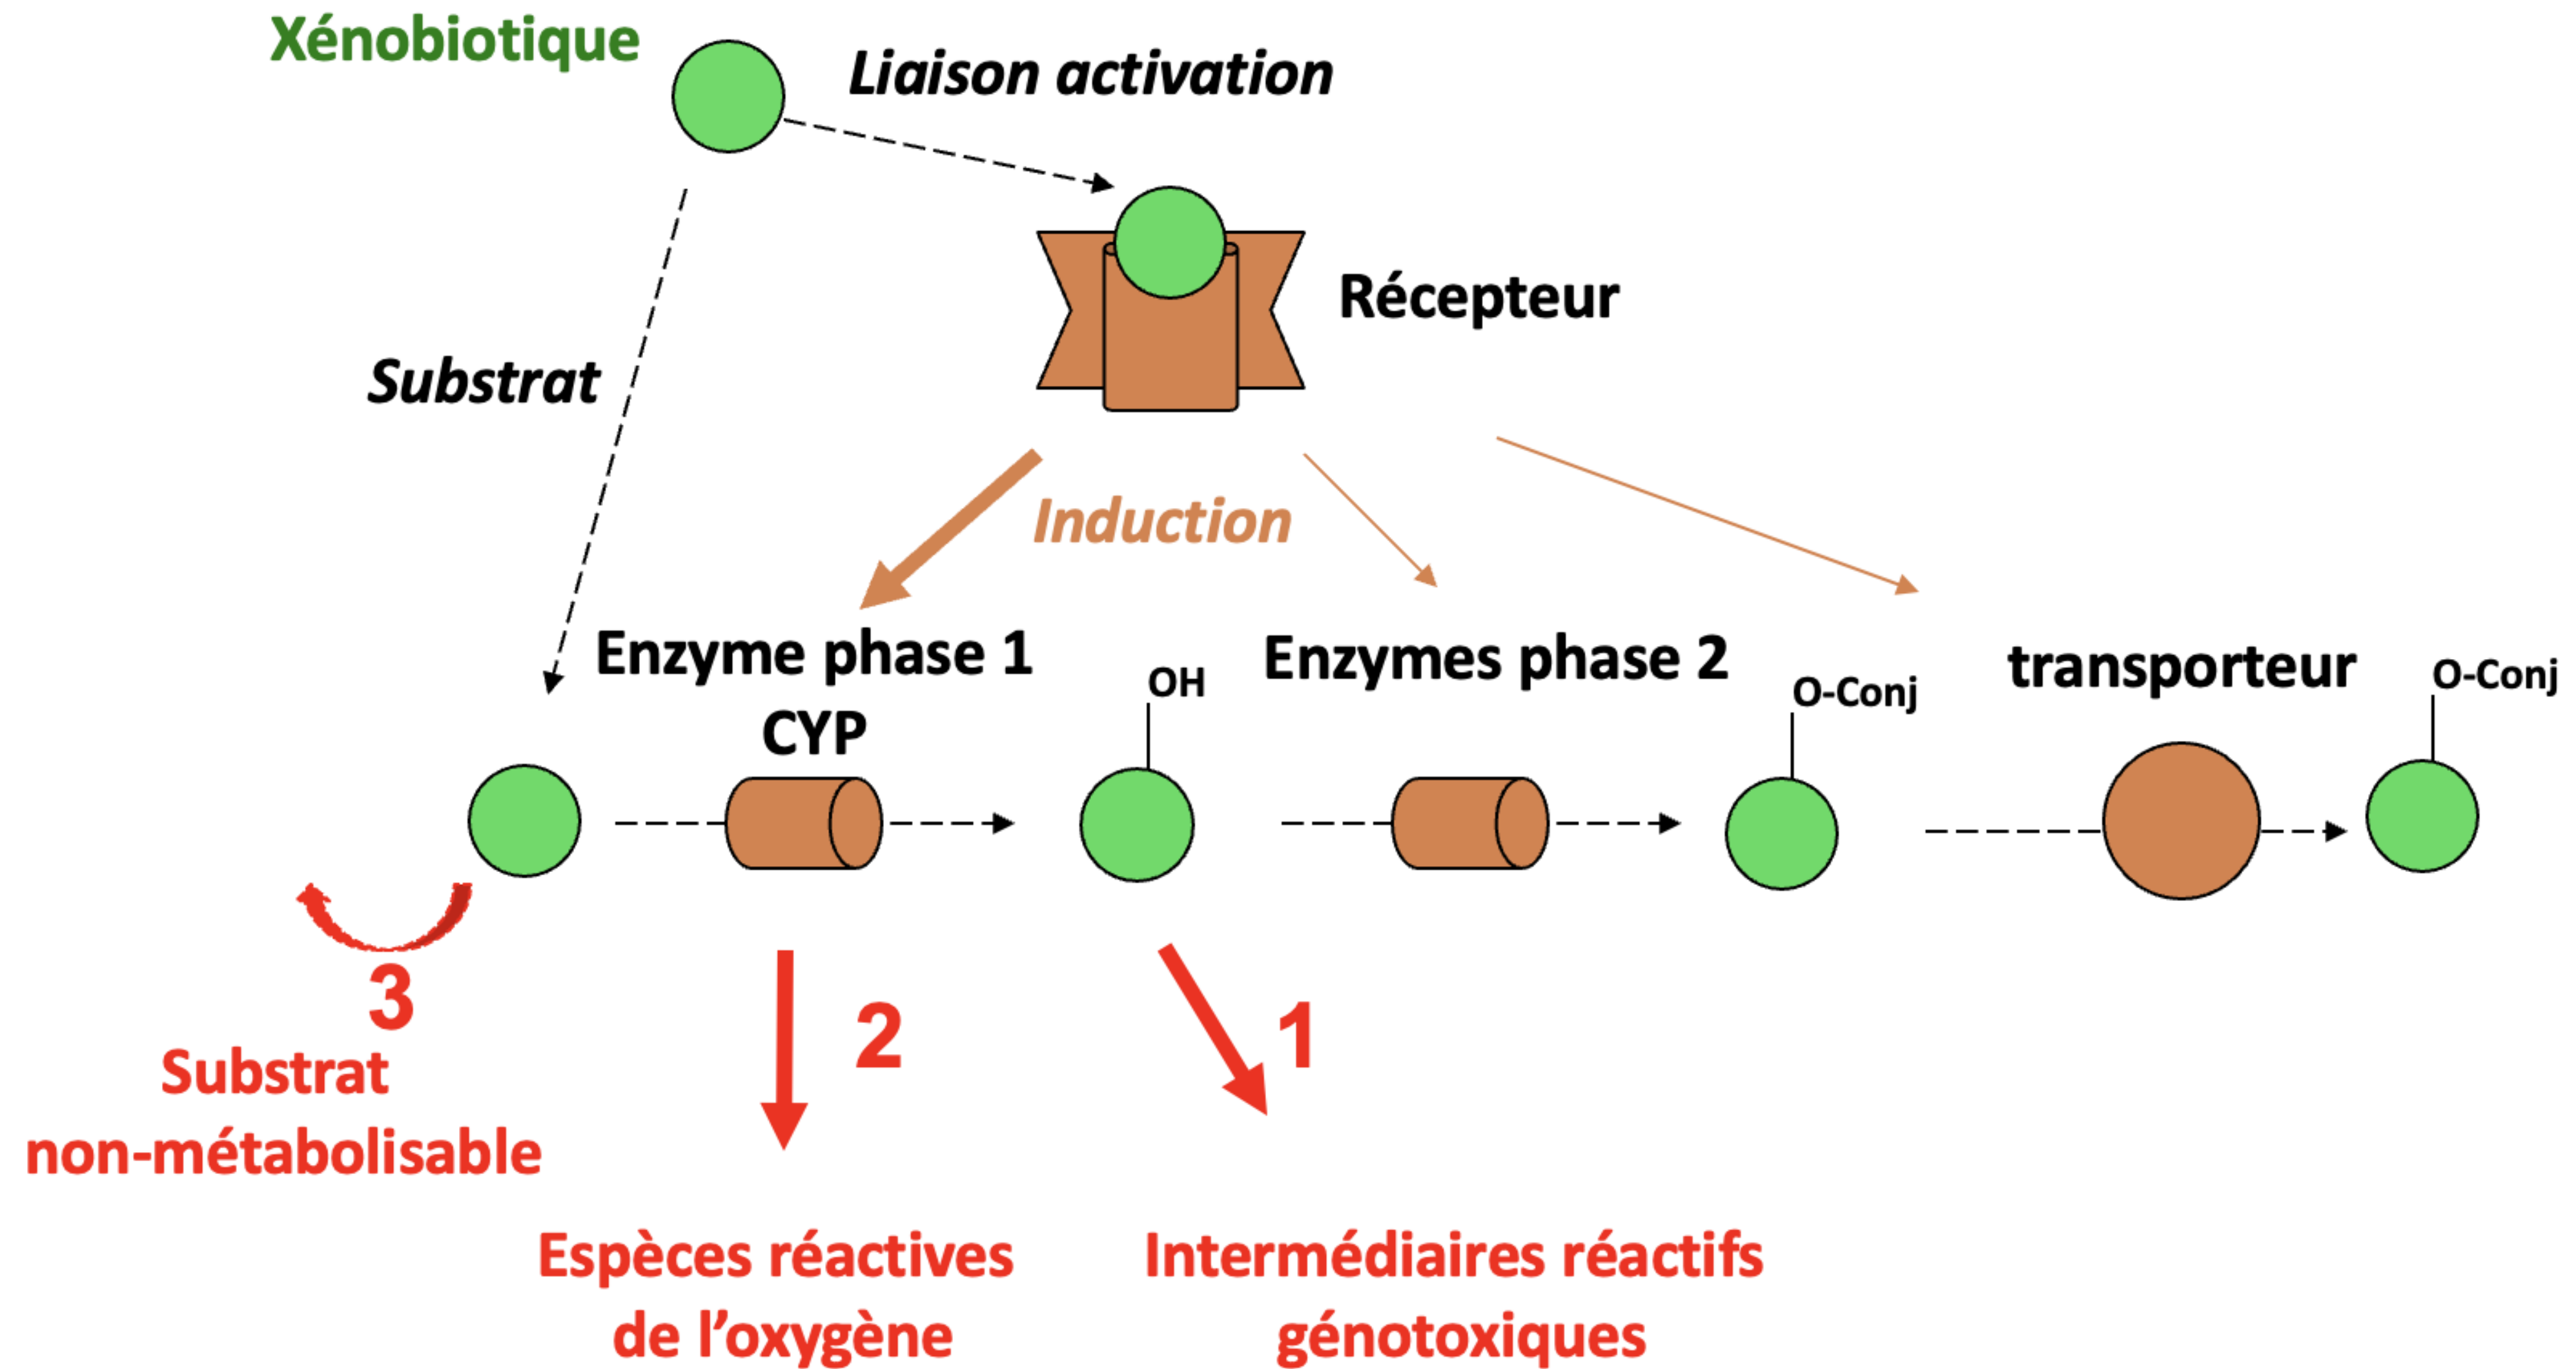 Xénobiotique
Liaison activation
Récepteur
Substrat
Induction
Enzyme phase 1
CYP
OH
Enzymes phase 2
O-Conj
transporteur
O-Conj
3
Substrat
non-métabolisable
2
Espèces réactives
de l’oxygène
1
Intermédiaires réactifs
génotoxiques